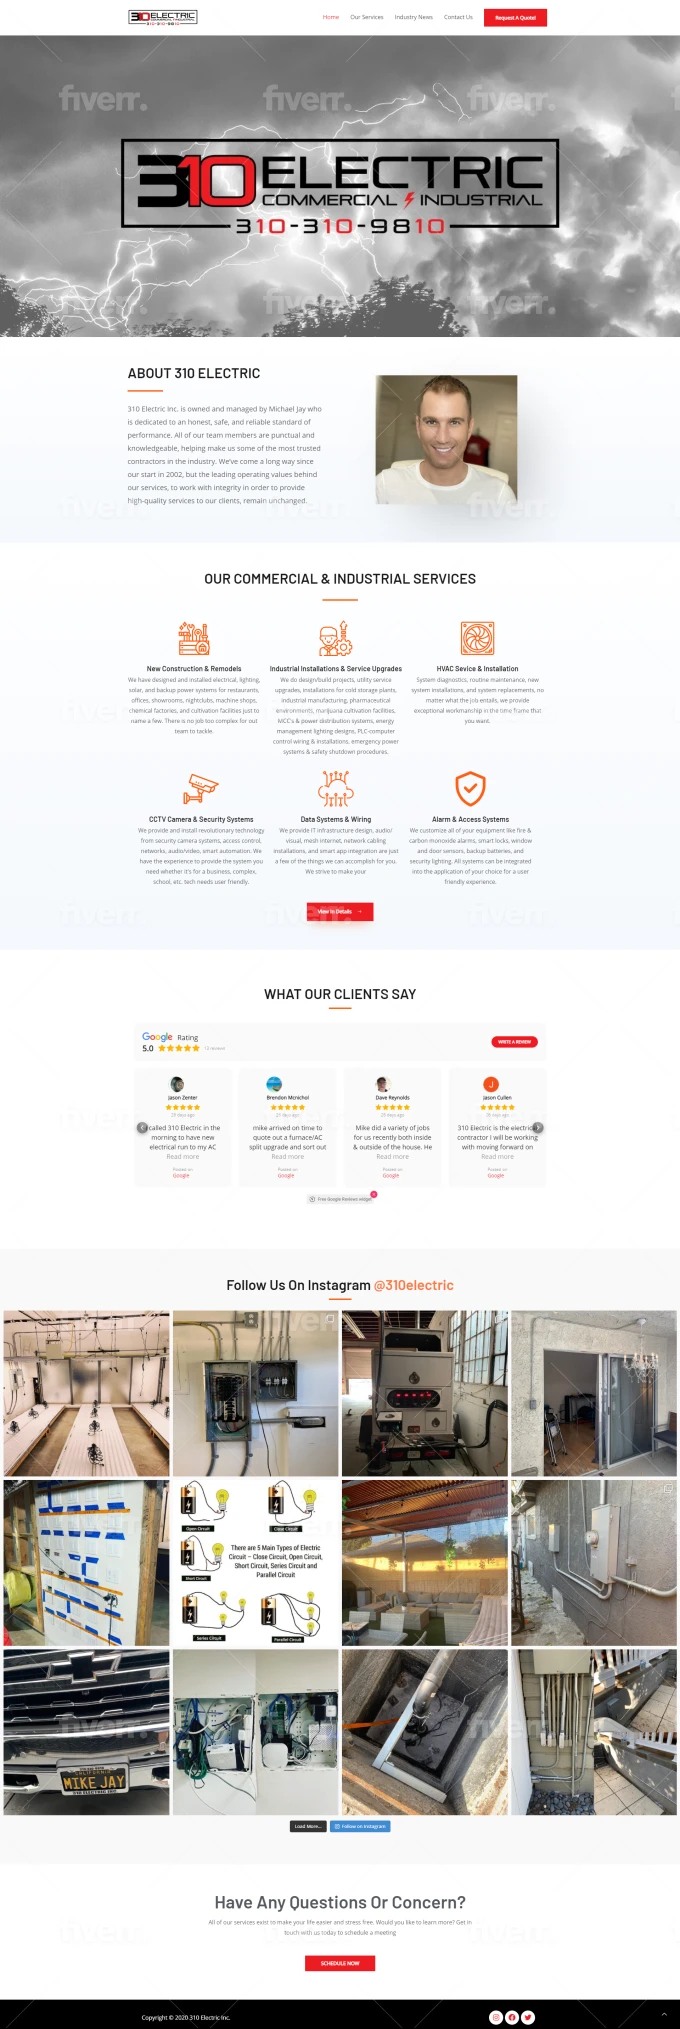 310 ELECTRIC
COMMERCIAL INDUSTRIAL
310-310-9810
Home Our Services Industry News Contact Us Request A Quote!
fiverr. fiverr. fiverr.
310 ELECTRIC
COMMERCIAL INDUSTRIAL
310-310-9810
fiverr. fiverr. fiverr.
ABOUT 310 ELECTRIC
310 Electric Inc. is owned and managed by Michael Jay who
is dedicated to an honest, safe, and reliable standard of
performance. All of our team members are punctual and
knowledgeable, helping make us some of the most trusted
contractors in the industry. We've come a long way since
our start in 2002, but the leading operating values behind
our services, to work with integrity in order to provide
high-quality services to our clients, remain unchanged.
OUR COMMERCIAL & INDUSTRIAL SERVICES
New Construction & Remodels
We have designed and installed electrical, lighting,
solar, and backup power systems for restaurants,
offices, showrooms, nightclubs, machine shops,
chemical factories, and cultivation facilities just to
name a few. There is no job too complex for out
team to tackle.
Industrial Installations & Service Upgrades
We do design/build projects, utility service
upgrades, installations for cold storage plants,
industrial manufacturing, pharmaceutical
environments, marijuana cultivation facilities,
MCC's & power distribution systems, energy
management lighting designs, PLC-computer
control wiring & installations, emergency power
systems & safety shutdown procedures.
HVAC Sevice & Installation
System diagnostics, routine maintenance, new
system installations, and system replacements, no
matter what the job entails, we provide
exceptional workmanship in the time frame that
you want.
CCTV Camera & Security Systems
We provide and install revolutionary technology
from security camera systems, access control,
networks, audio/video, smart automation. We
have the experience to provide the system you
need whether it's for a business, complex,
school, etc. tech needs user friendly.
Data Systems & Wiring
We provide IT infrastructure design, audio/
visual, mesh internet, network cabling
installations, and smart app integration are just
a few of the things we can accomplish for you.
We strive to make your
Alarm & Access Systems
We customize all of your equipment like fire &
carbon monoxide alarms, smart locks, window
and door sensors, backup batteries, and
security lighting. All systems can be integrated
into the application of your choice for a user
friendly experience.
View In Details →
WHAT OUR CLIENTS SAY
Google Rating
5.0
WRITE A REVIEW
Jason Zenter
29 days ago
called 310 Electric in the
morning to have new
electrical run to my AC
Read more
Posted on
Google
Brendon Mcnichol
29 days ago
mike arrived on time to
quote out a furnace/AC
split upgrade and sort out
Read more
Posted on
Google
Dave Reynolds
29 days ago
Mike did a variety of jobs
for us recently both inside
& outside of the house. He
Read more
Posted on
Google
J
Jason Cullen
29 days ago
310 Electric is the electrical
contractor I will be working
with moving forward on
Read more
Posted on
Google
Free Google Reviews widget
Follow Us On Instagram @310electric
Open Circuit
Close Circuit
Short Circuit
There are 5 Main Types of Electric
Circuit – Close Circuit, Open Circuit,
Short Circuit, Series Circuit and
Parallel Circuit
Series Circuit
Parallel Circuit
CALIFORNIA
MIKE JAY
310 ELECTRIC INC
Load More...
Follow on Instagram
Have Any Questions Or Concern?
All of our services exist to make your life easier and stress free. Would you like to learn more? Get in
touch with us today to schedule a meeting
SCHEDULE NOW
Copyright © 2020 310 Electric Inc.